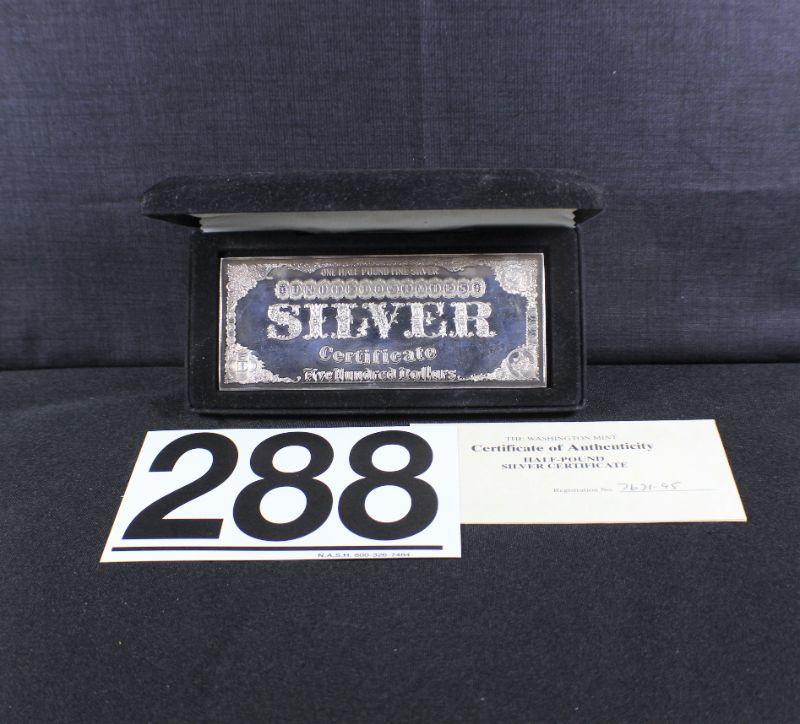 ONE HALF POUND FINE SILVER
SILVER
Certificate
Five Hundred Dollars
288
N.A.S.H. 800-326-7484
THE WASHINGTON MINT
Certificate of Authenticity
HALF-POUND
SILVER CERTIFICATE
Registration No.